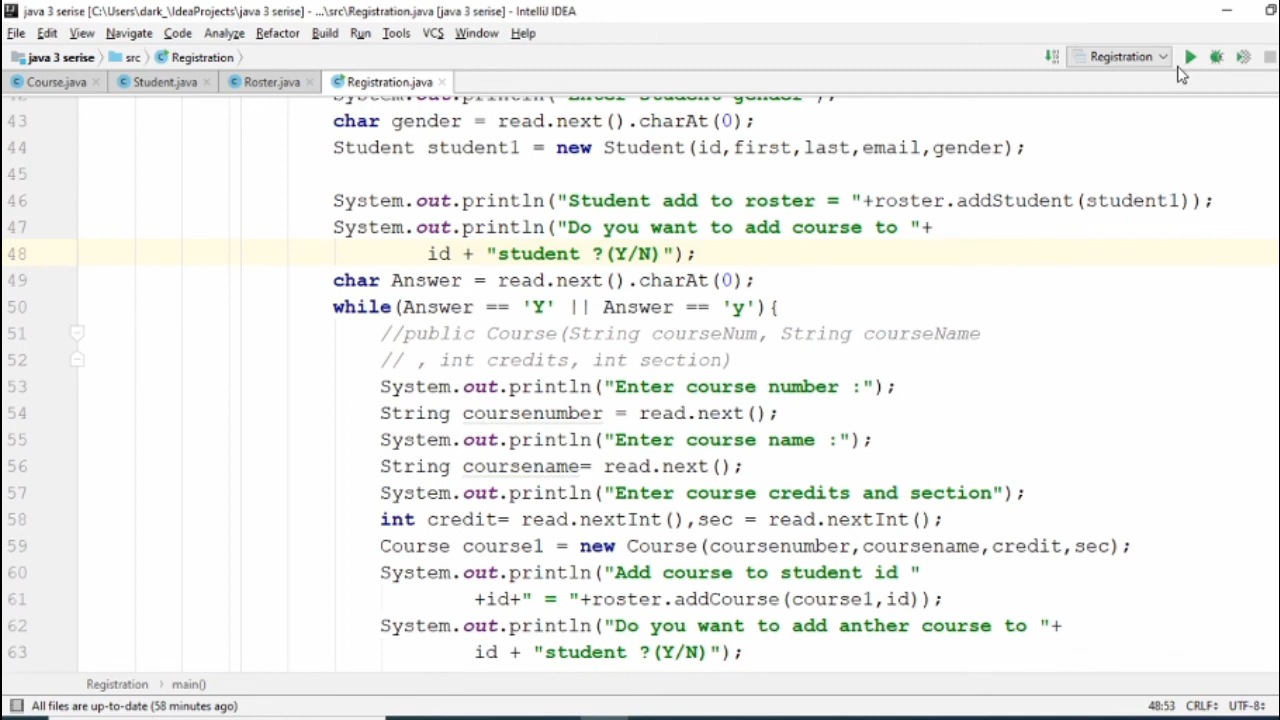 java 3 serise [C:\Users\dark_\IdeaProjects\java 3 serise] - ...\src\Registration.java [java 3 serise] - IntelliJ IDEA
File Edit View Navigate Code Analyze Refactor Build Run Tools VCS Window Help
java 3 serise src Registration Registration
Course.java Student.java Roster.java Registration.java
42 System.out.println("Enter Student gender");
43 char gender = read.next().charAt(0);
44 Student student1 = new Student(id,first,last,email,gender);
45
46 System.out.println("Student add to roster = "+roster.addStudent(student1));
47 System.out.println("Do you want to add course to "+
48 id + "student ?(Y/N)");
49 char Answer = read.next().charAt(0);
50 while(Answer == 'Y' || Answer == 'y'){
51 //public Course(String courseNum, String courseName
52 // , int credits, int section)
53 System.out.println("Enter course number :");
54 String coursenumber = read.next();
55 System.out.println("Enter course name :");
56 String coursename= read.next();
57 System.out.println("Enter course credits and section");
58 int credit= read.nextInt(),sec = read.nextInt();
59 Course course1 = new Course(coursenumber,coursename,credit,sec);
60 System.out.println("Add course to student id "
61 +id+" = "+roster.addCourse(course1,id));
62 System.out.println("Do you want to add anther course to "+
63 id + "student ?(Y/N)");
Registration main()
All files are up-to-date (58 minutes ago) 48:53 CRLF UTF-8